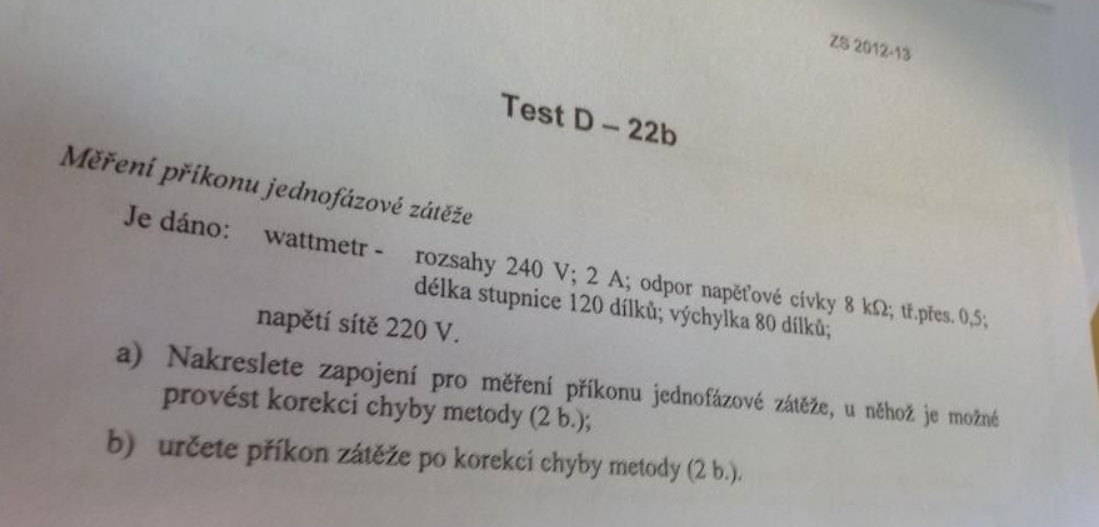 ZS 2012-13
Test D – 22b
Měření příkonu jednofázové zátěže
Je dáno: wattmetr - rozsahy 240 V; 2 A; odpor napěťové cívky 8 kΩ; tř.přes. 0,5;
délka stupnice 120 dílků; výchylka 80 dílků;
napětí sítě 220 V.
a) Nakreslete zapojení pro měření příkonu jednofázové zátěže, u něhož je možné
provést korekci chyby metody (2 b.);
b) určete příkon zátěže po korekci chyby metody (2 b.).